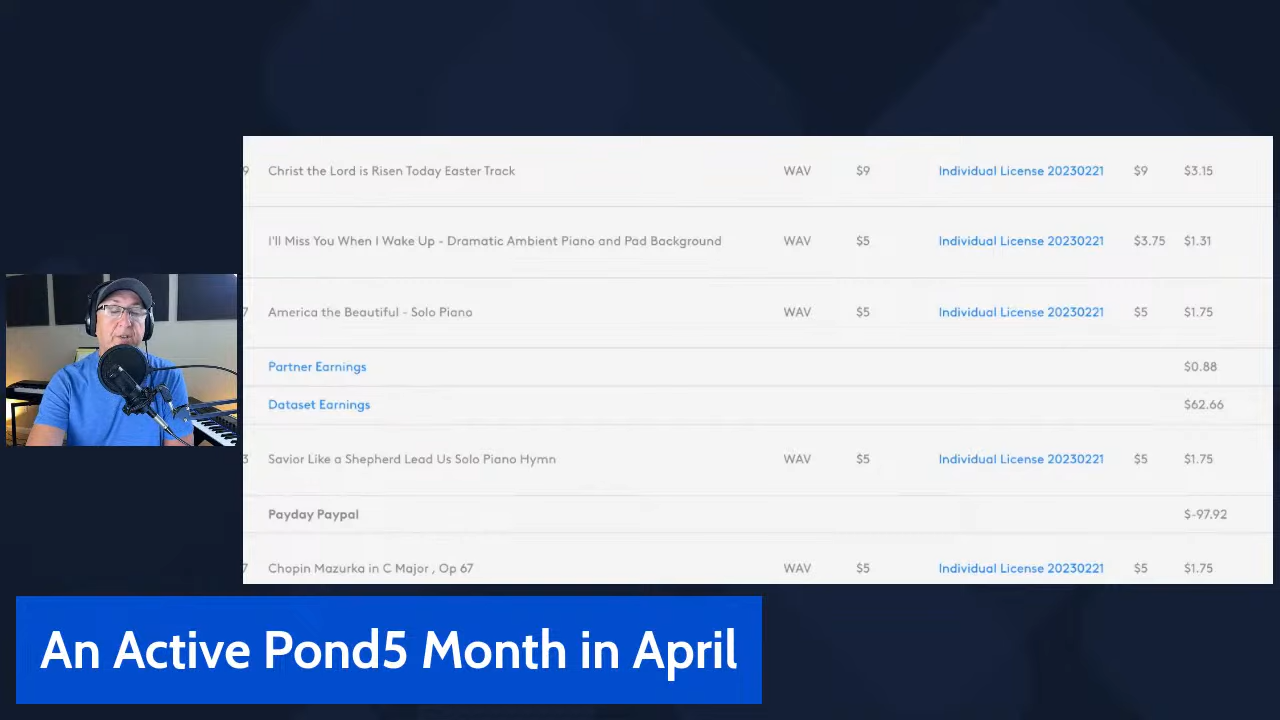 9 Christ the Lord is Risen Today Easter Track WAV $9 Individual License 20230221 $9 $3.15
I'll Miss You When I Wake Up - Dramatic Ambient Piano and Pad Background WAV $5 Individual License 20230221 $3.75 $1.31
7 America the Beautiful - Solo Piano WAV $5 Individual License 20230221 $5 $1.75
Partner Earnings $0.88
Dataset Earnings $62.66
3 Savior Like a Shepherd Lead Us Solo Piano Hymn WAV $5 Individual License 20230221 $5 $1.75
Payday Paypal $-97.92
7 Chopin Mazurka in C Major , Op 67 WAV $5 Individual License 20230221 $5 $1.75
An Active Pond5 Month in April